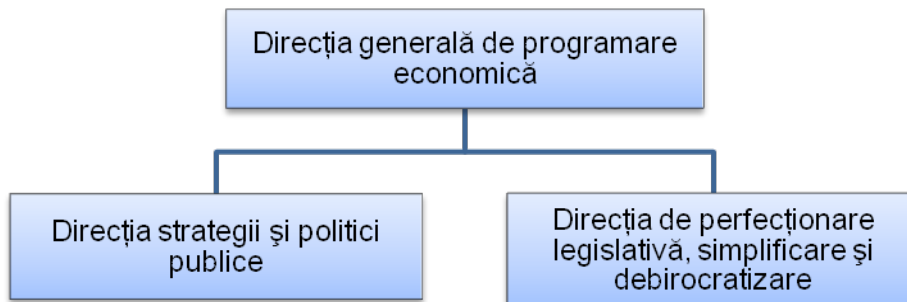 Direcția generală de programare
economică
Direcția strategii şi politici
publice
Direcția de perfecționare
legislativă, simplificare şi
debirocratizare